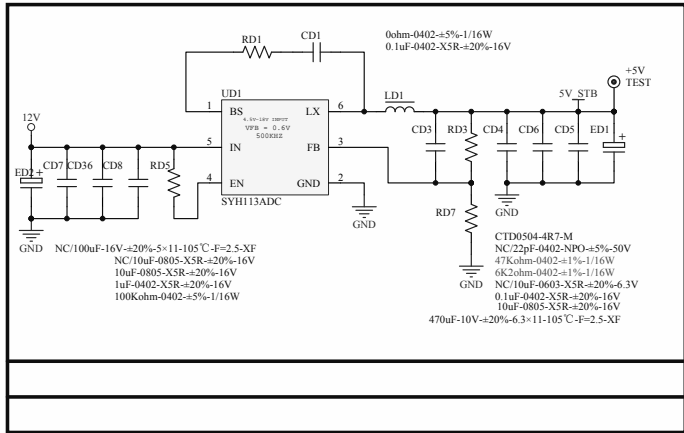 RD1
CD1
0ohm-0402-±5%-1/16W
0.1uF-0402-X5R-±20%-16V
+5V
TEST
UD1
LD1
5V_STB
12V
1
BS
LX
6
4.5V-18V INPUT
VFB = 0.6V
500KHZ
5
IN
FB
3
4
EN
GND
2
SYH113ADC
ED2
+
CD7
CD36
CD8
RD5
CD3
RD3
CD4
CD6
CD5
ED1
+
RD7
GND
GND
GND
GND
NC/100uF-16V-±20%-5×11-105℃-F=2.5-XF
NC/10uF-0805-X5R-±20%-16V
10uF-0805-X5R-±20%-16V
1uF-0402-X5R-±20%-16V
100Kohm-0402-±5%-1/16W
CTD0504-4R7-M
NC/22pF-0402-NPO-±5%-50V
47Kohm-0402-±1%-1/16W
6K2ohm-0402-±1%-1/16W
NC/10uF-0603-X5R-±20%-6.3V
0.1uF-0402-X5R-±20%-16V
10uF-0805-X5R-±20%-16V
470uF-10V-±20%-6.3×11-105℃-F=2.5-XF